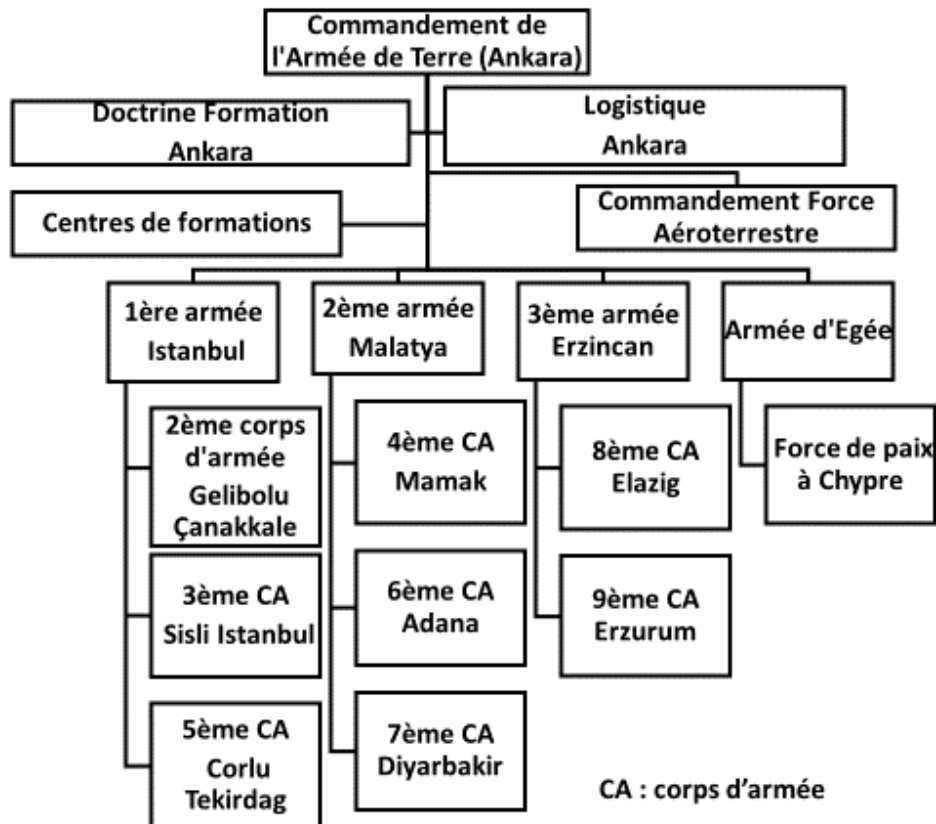 Commandement de
l'Armée de Terre (Ankara)
Doctrine Formation
Ankara
Logistique
Ankara
Centres de formations
Commandement Force
Aéroterrestre
1ère armée
Istanbul
2ème armée
Malatya
3ème armée
Erzincan
Armée d'Egée
2ème corps
d'armée
Gelibolu
Çanakkale
4ème CA
Mamak
8ème CA
Elazig
Force de paix
à Chypre
3ème CA
Sisli Istanbul
6ème CA
Adana
9ème CA
Erzurum
5ème CA
Corlu
Tekirdag
7ème CA
Diyarbakir
CA : corps d’armée